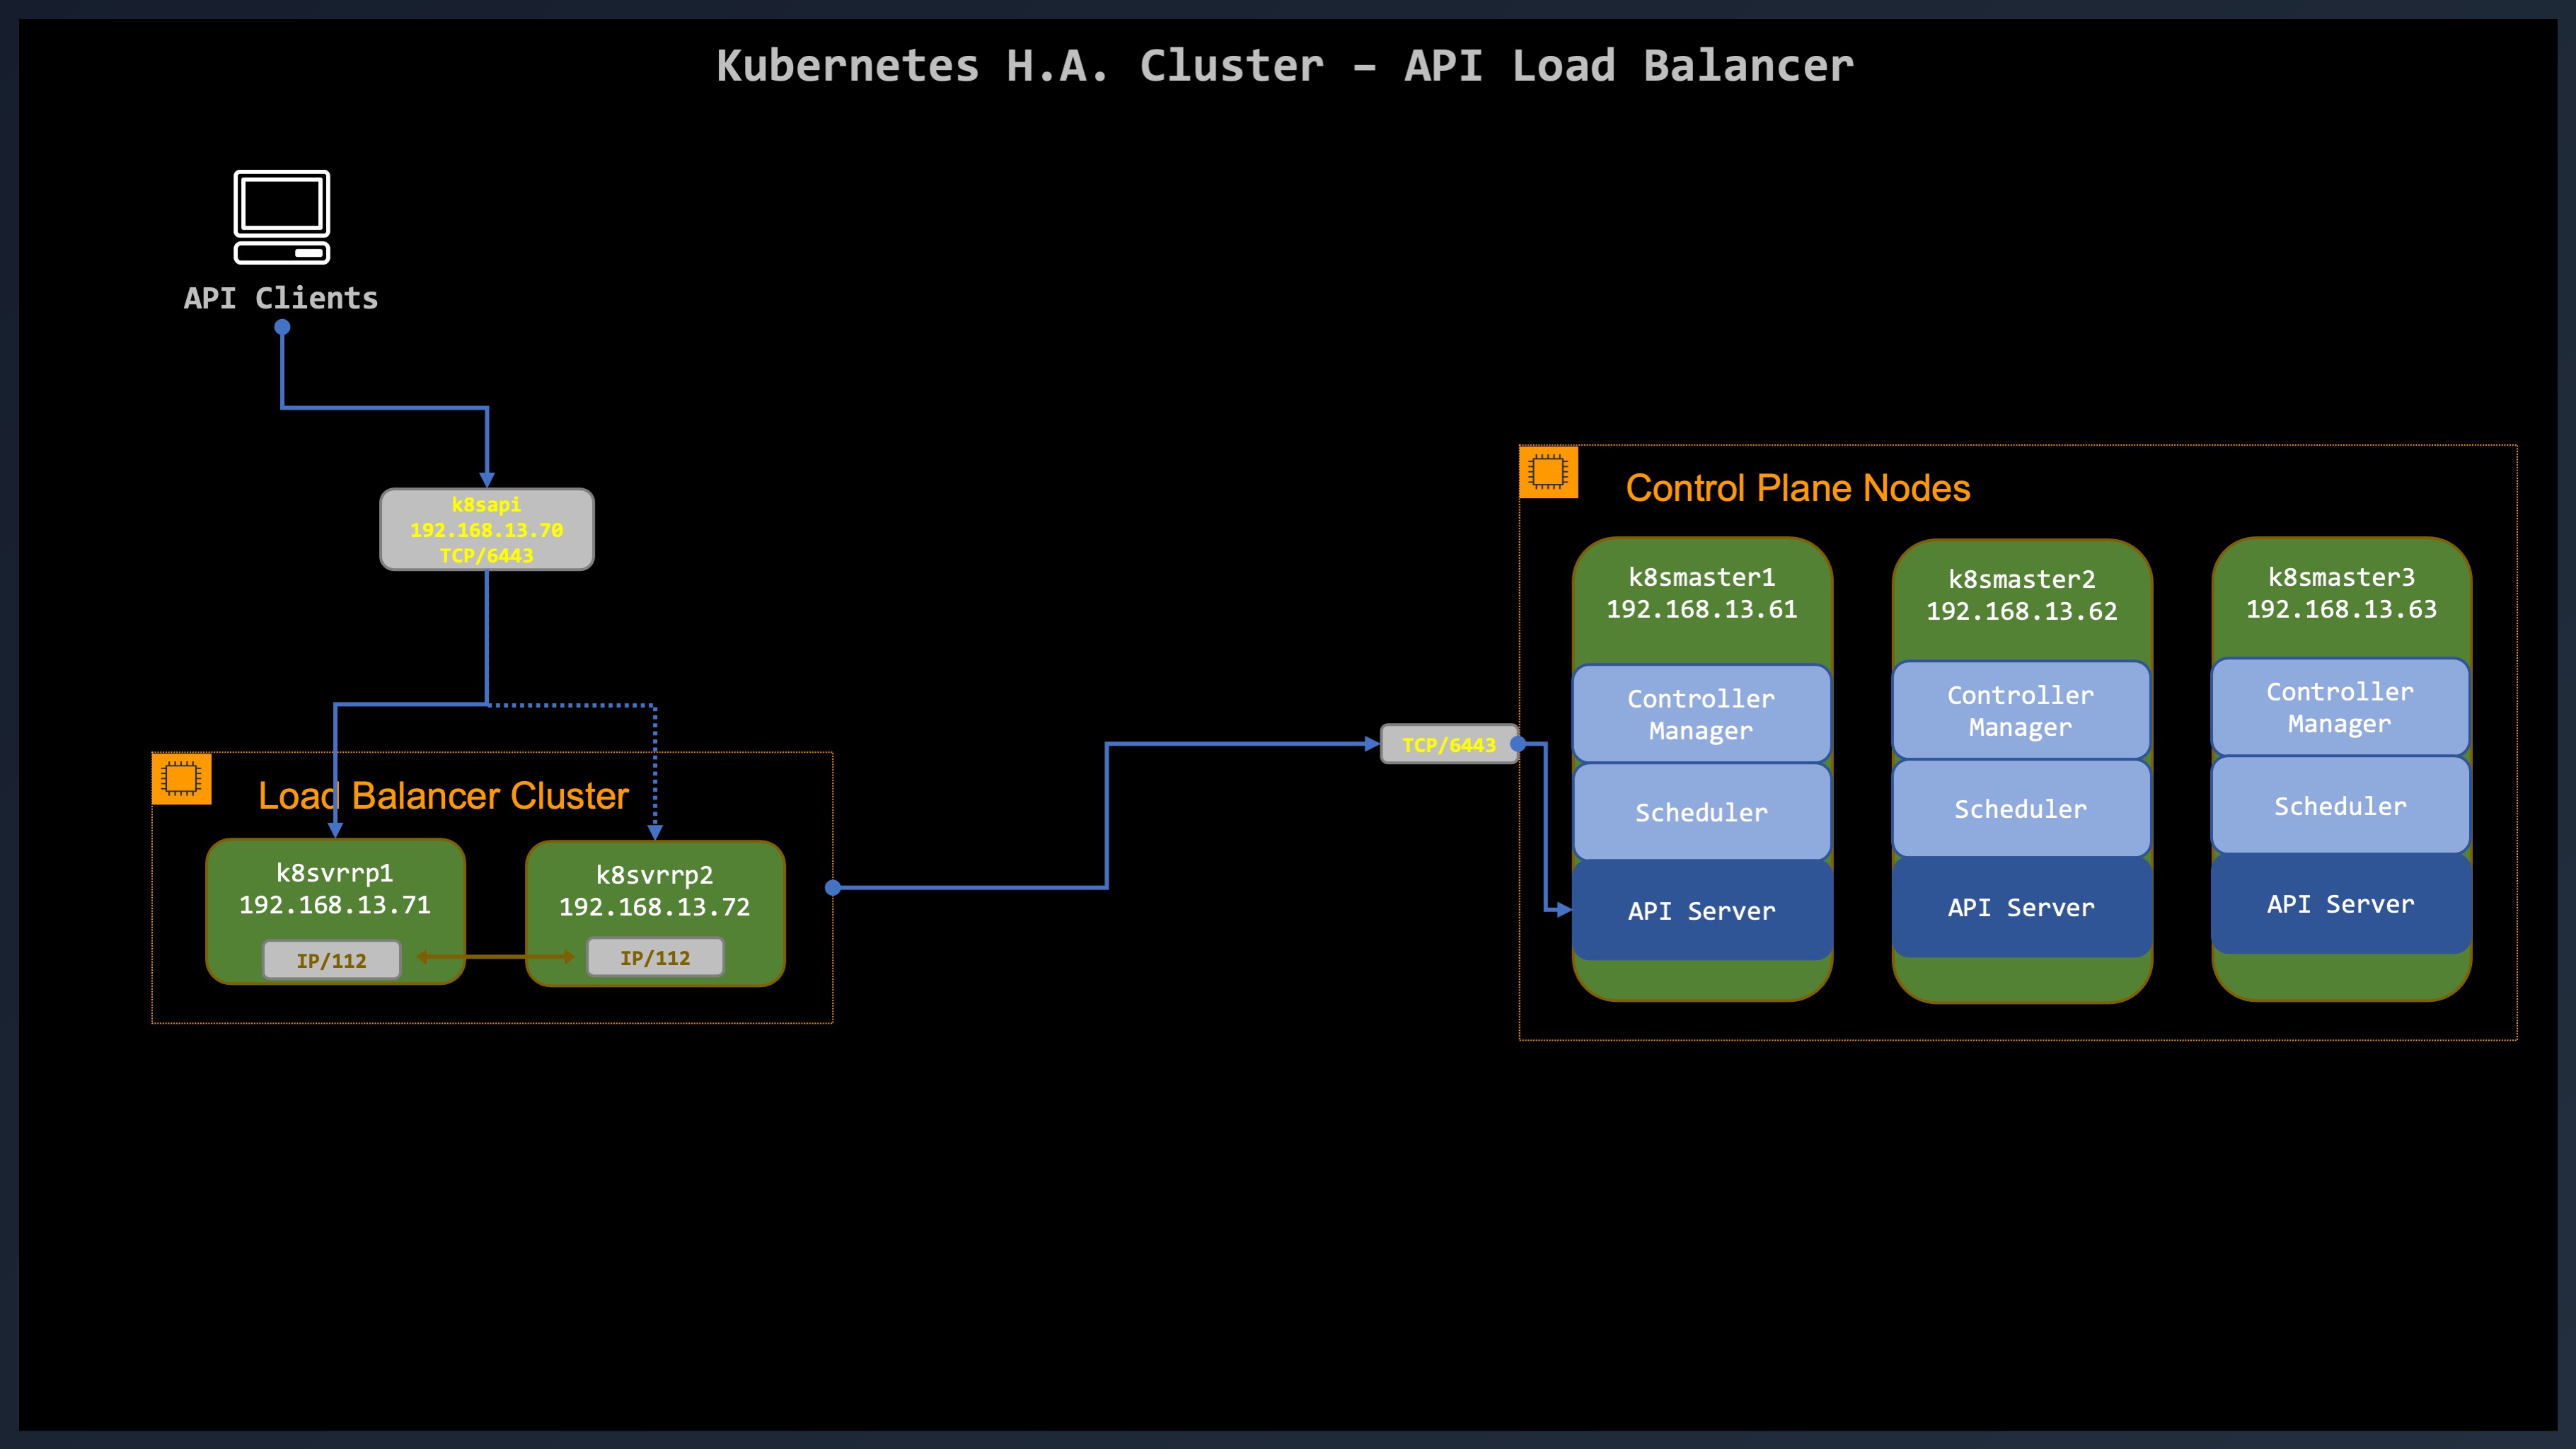 Kubernetes H.A. Cluster – API Load Balancer
API Clients
k8sapi
192.168.13.70
TCP/6443
Load Balancer Cluster
k8svrrp1
192.168.13.71
IP/112
k8svrrp2
192.168.13.72
IP/112
TCP/6443
Control Plane Nodes
k8smaster1
192.168.13.61
Controller
Manager
Scheduler
API Server
k8smaster2
192.168.13.62
Controller
Manager
Scheduler
API Server
k8smaster3
192.168.13.63
Controller
Manager
Scheduler
API Server